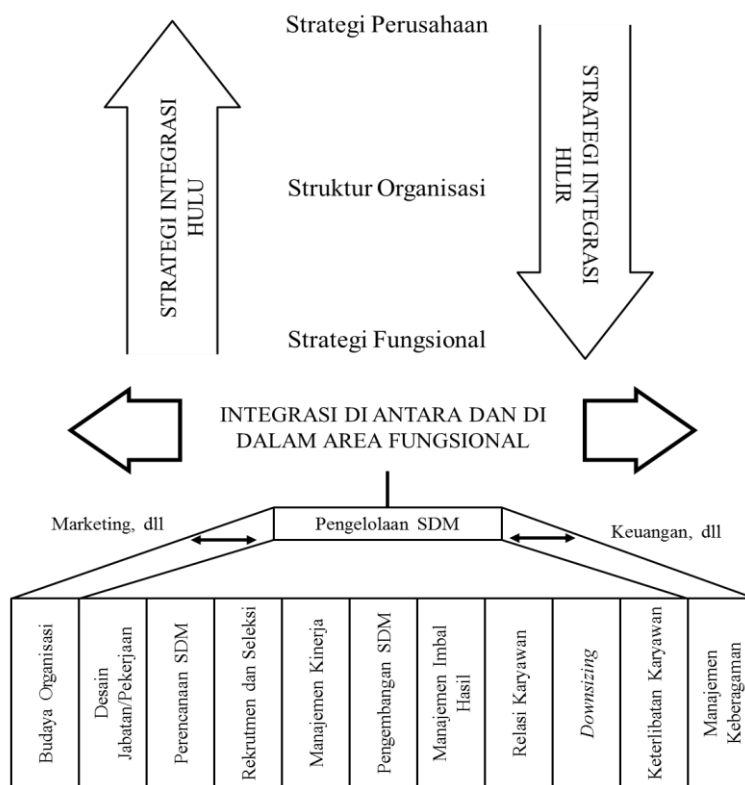 Strategi Perusahaan
STRATEGI INTEGRASI
HULU
STRATEGI INTEGRASI
HILIR
Struktur Organisasi
Strategi Fungsional
INTEGRASI DI ANTARA DAN DI
DALAM AREA FUNGSIONAL
Marketing, dll
Pengelolaan SDM
Keuangan, dll
Budaya Organisasi
Desain
Jabatan/Pekerjaan
Perencanaan SDM
Rekrutmen dan Seleksi
Manajemen Kinerja
Pengembangan SDM
Manajemen Imbal
Hasil
Relasi Karyawan
Downsizing
Keterlibatan Karyawan
Manajemen
Keberagaman